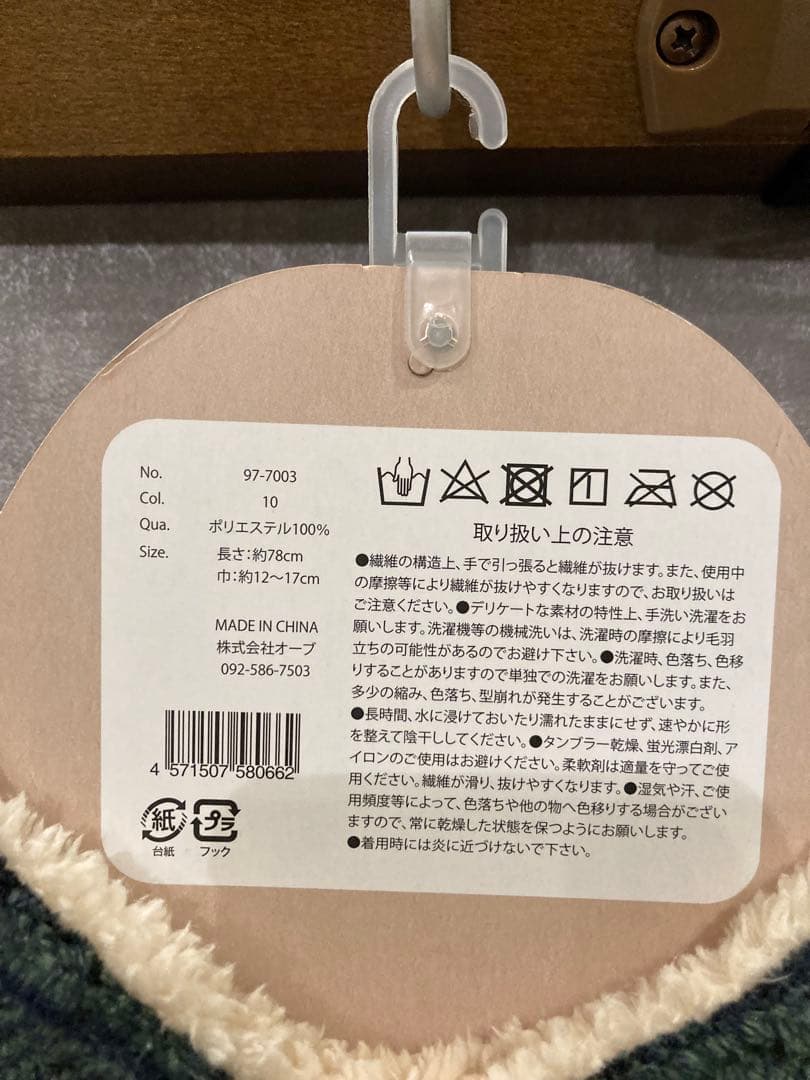 No. 97-7003
Col. 10
Qua. ポリエステル100%
Size. 長さ:約78cm
巾:約12〜17cm
MADE IN CHINA
株式会社オーブ
092-586-7503
4 571507 580662
紙 プラ
台紙 フック
取り扱い上の注意
●繊維の構造上、手で引っ張ると繊維が抜けます。また、使用中
の摩擦等により繊維が抜けやすくなりますので、お取り扱いは
ご注意ください。●デリケートな素材の特性上、手洗い洗濯をお
願いします。洗濯機等の機械洗いは、洗濯時の摩擦により毛羽
立ちの可能性があるのでお避け下さい。●洗濯時、色落ち、色移
りすることがありますので単独での洗濯をお願いします。また、
多少の縮み、色落ち、型崩れが発生することがございます。
●長時間、水に浸けておいたり濡れたままにせず、速やかに形
を整えて陰干ししてください。●タンブラー乾燥、蛍光漂白剤、ア
イロンのご使用はお避けください。柔軟剤は適量を守ってご使
用ください。繊維が滑り、抜けやすくなります。●湿気や汗、ご使
用頻度等によって、色落ちや他の物へ色移りする場合がござい
ますので、常に乾燥した状態を保つようにお願いします。
●着用時には炎に近づけないで下さい。